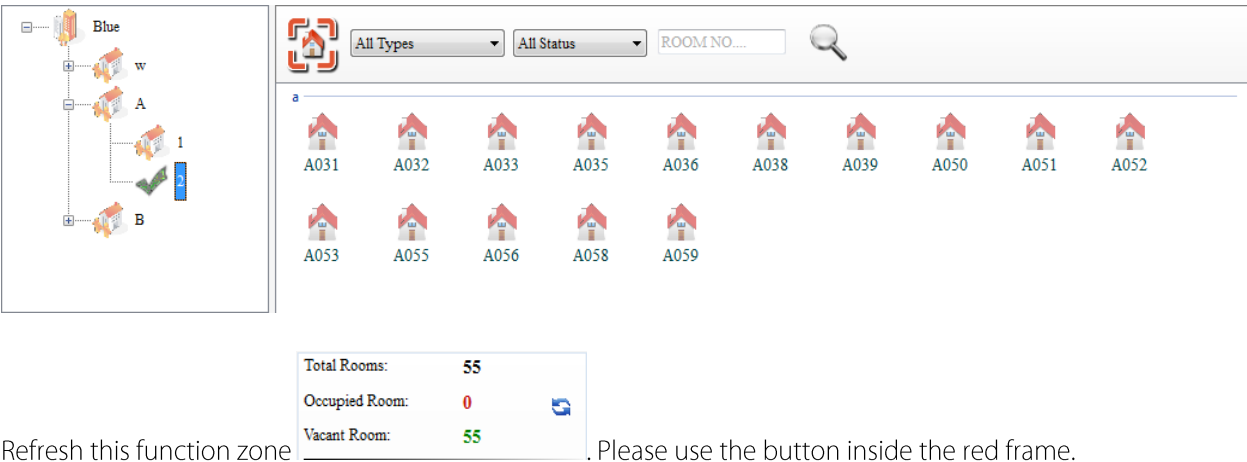 Blue
w
A
1
2
B
All Types All Status ROOM NO....
a
A031 A032 A033 A035 A036 A038 A039 A050 A051 A052
A053 A055 A056 A058 A059
Total Rooms: 55
Occupied Room: 0
Vacant Room: 55
Refresh this function zone . Please use the button inside the red frame.